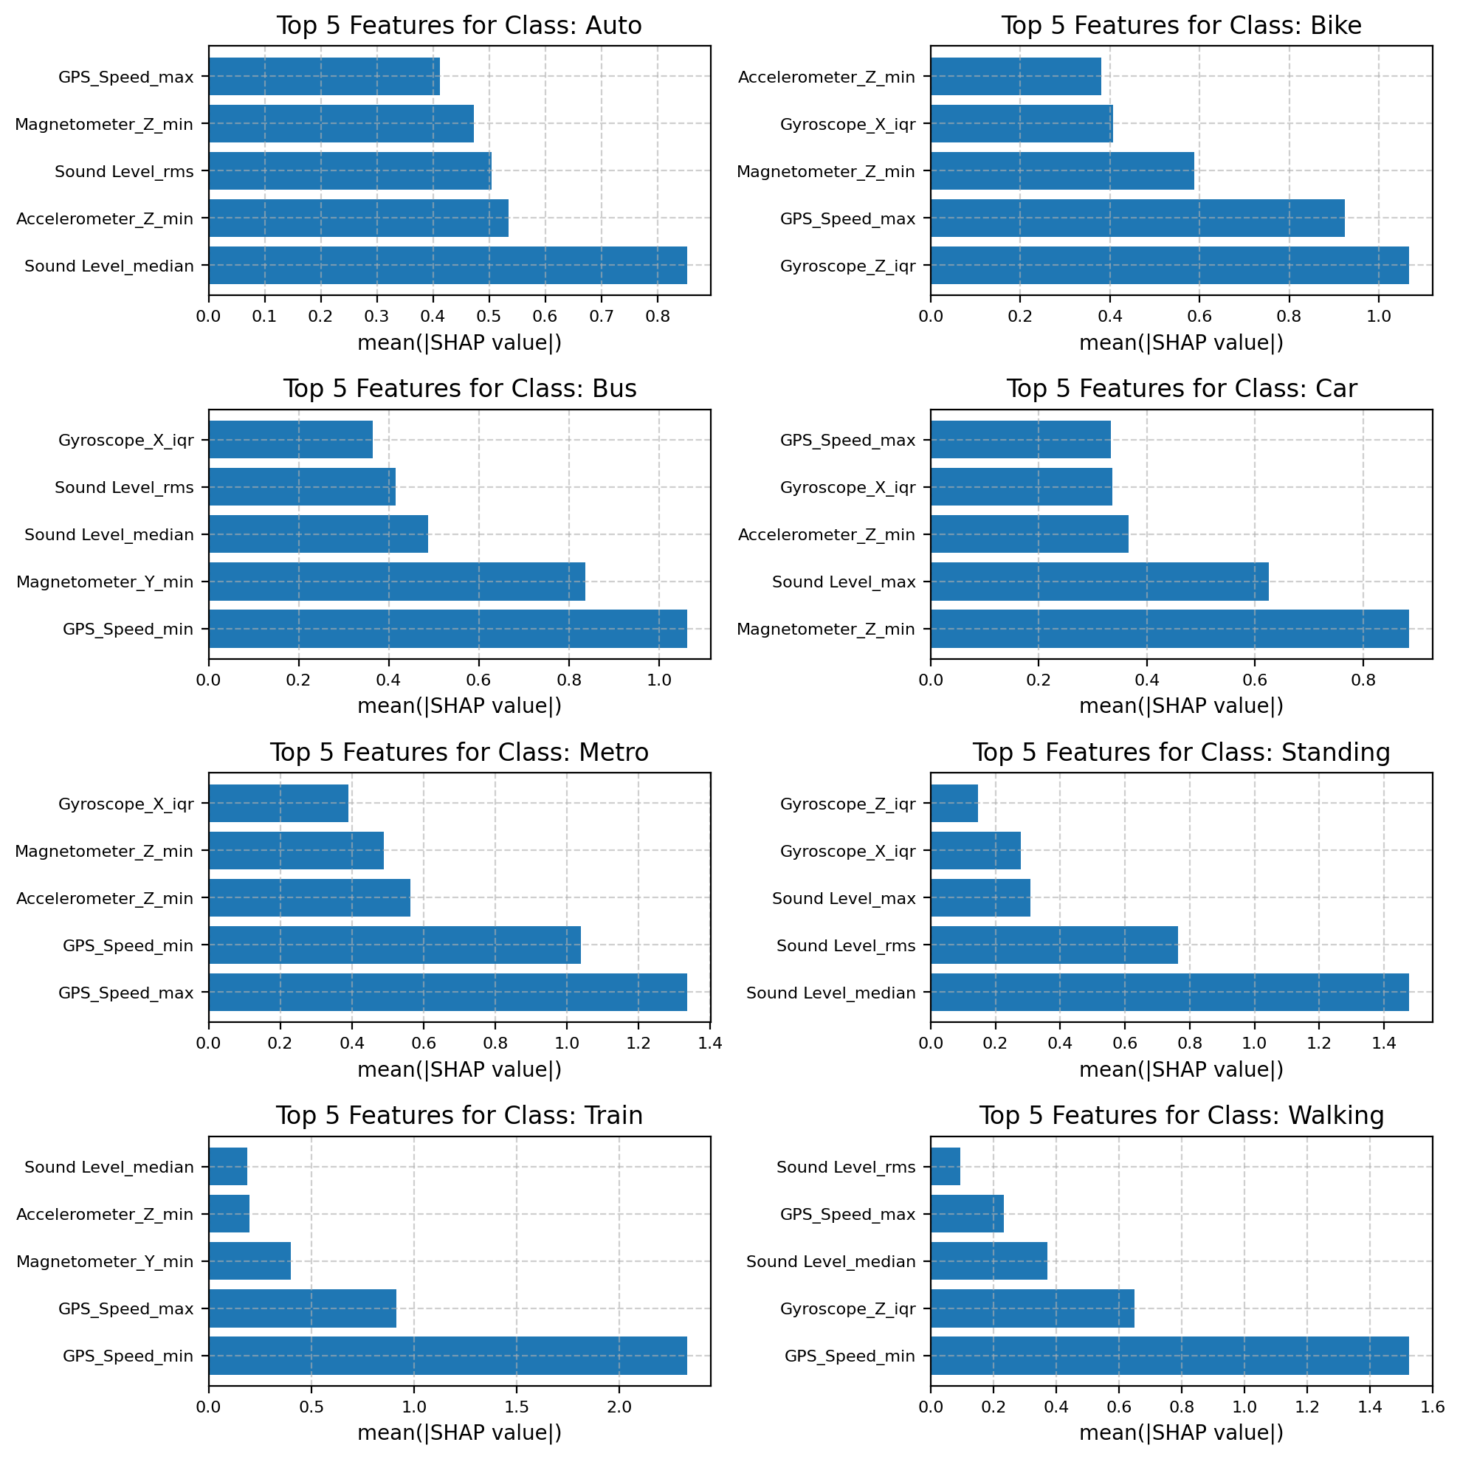 Top 5 Features for Class: Auto
GPS_Speed_max
Magnetometer_Z_min
Sound Level_rms
Accelerometer_Z_min
Sound Level_median
0.0 0.1 0.2 0.3 0.4 0.5 0.6 0.7 0.8
mean(|SHAP value|)
Top 5 Features for Class: Bike
Accelerometer_Z_min
Gyroscope_X_iqr
Magnetometer_Z_min
GPS_Speed_max
Gyroscope_Z_iqr
0.0 0.2 0.4 0.6 0.8 1.0
mean(|SHAP value|)
Top 5 Features for Class: Bus
Gyroscope_X_iqr
Sound Level_rms
Sound Level_median
Magnetometer_Y_min
GPS_Speed_min
0.0 0.2 0.4 0.6 0.8 1.0
mean(|SHAP value|)
Top 5 Features for Class: Car
GPS_Speed_max
Gyroscope_X_iqr
Accelerometer_Z_min
Sound Level_max
Magnetometer_Z_min
0.0 0.2 0.4 0.6 0.8
mean(|SHAP value|)
Top 5 Features for Class: Metro
Gyroscope_X_iqr
Magnetometer_Z_min
Accelerometer_Z_min
GPS_Speed_min
GPS_Speed_max
0.0 0.2 0.4 0.6 0.8 1.0 1.2 1.4
mean(|SHAP value|)
Top 5 Features for Class: Standing
Gyroscope_Z_iqr
Gyroscope_X_iqr
Sound Level_max
Sound Level_rms
Sound Level_median
0.0 0.2 0.4 0.6 0.8 1.0 1.2 1.4
mean(|SHAP value|)
Top 5 Features for Class: Train
Sound Level_median
Accelerometer_Z_min
Magnetometer_Y_min
GPS_Speed_max
GPS_Speed_min
0.0 0.5 1.0 1.5 2.0
mean(|SHAP value|)
Top 5 Features for Class: Walking
Sound Level_rms
GPS_Speed_max
Sound Level_median
Gyroscope_Z_iqr
GPS_Speed_min
0.0 0.2 0.4 0.6 0.8 1.0 1.2 1.4 1.6
mean(|SHAP value|)